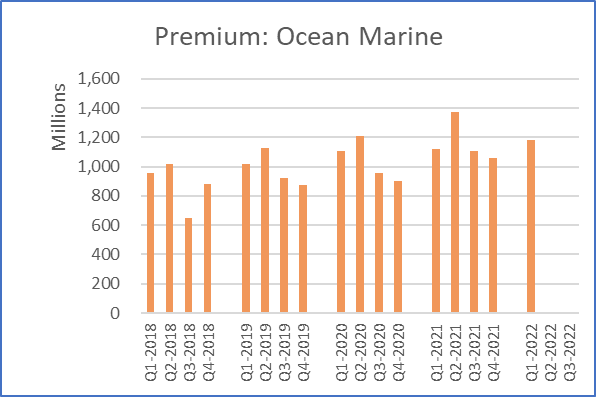 Premium: Ocean Marine
Millions
1,600
1,400
1,200
1,000
800
600
400
200
0
Q1-2018
Q2-2018
Q3-2018
Q4-2018
Q1-2019
Q2-2019
Q3-2019
Q4-2019
Q1-2020
Q2-2020
Q3-2020
Q4-2020
Q1-2021
Q2-2021
Q3-2021
Q4-2021
Q1-2022
Q2-2022
Q3-2022